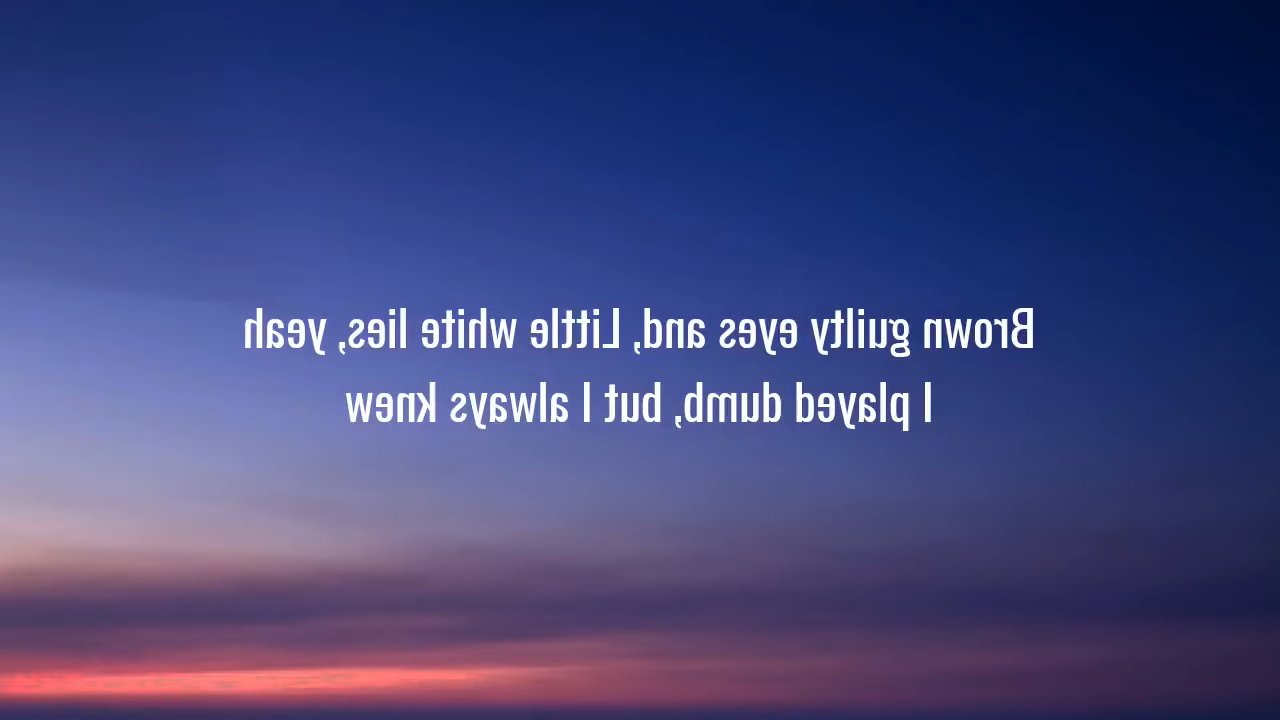 Brown guilty eyes and, Little white lies, yeah
I played dumb, but I always knew